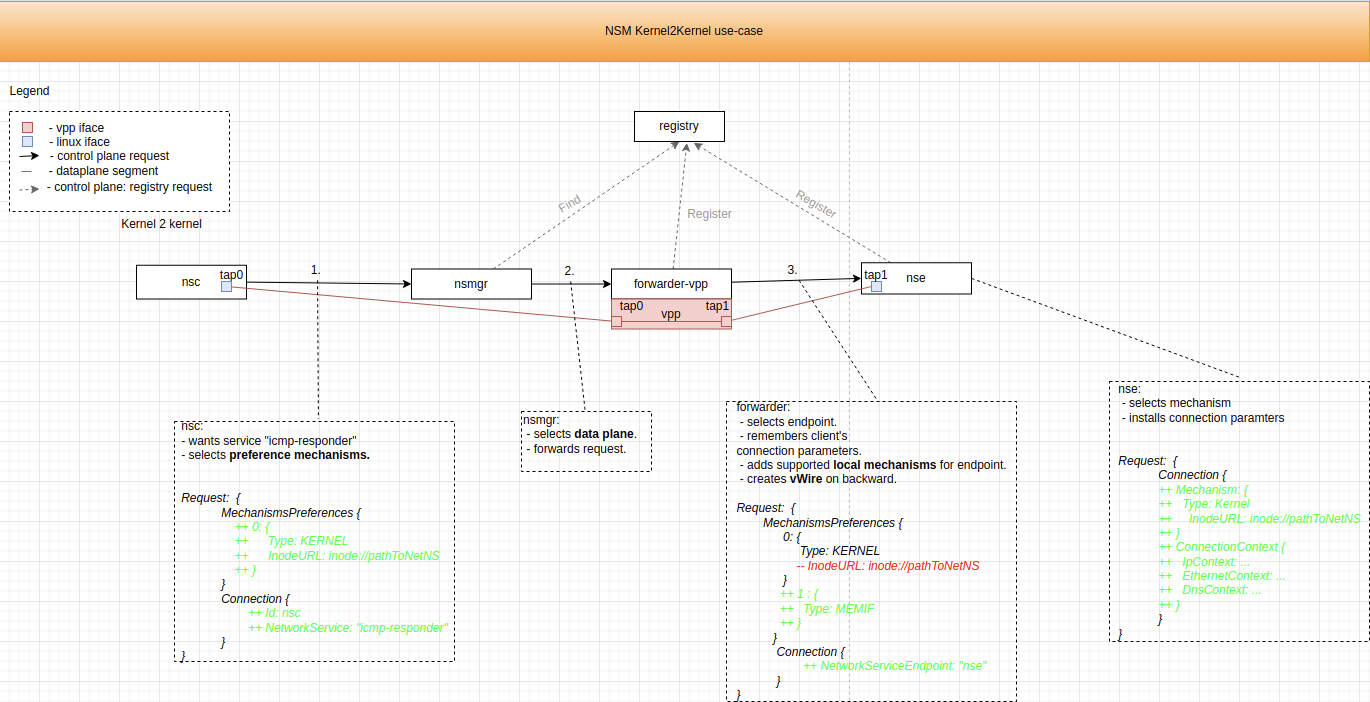 NSM Kernel2Kernel use-case
Legend
- vpp iface
- linux iface
- control plane request
- dataplane segment
- control plane: registry request
Kernel 2 kernel
registry
Find
Register
Register
nsc
tap0
1.
nsmgr
2.
forwarder-vpp
tap0
vpp
tap1
3.
tap1
nse
nsc:
- wants service "icmp-responder"
- selects preference mechanisms.
Request: {
MechanismsPreferences {
++ 0: {
++ Type: KERNEL
++ InodeURL: inode://pathToNetNS
++ }
}
Connection {
++ Id: nsc
++ NetworkService: "icmp-responder"
}
}
nsmgr:
- selects data plane.
- forwards request.
forwarder:
- selects endpoint.
- remembers client's
connection parameters.
- adds supported local mechanisms for endpoint.
- creates vWire on backward.
Request: {
MechanismsPreferences {
0: {
Type: KERNEL
-- InodeURL: inode://pathToNetNS
}
++ 1 : {
++ Type: MEMIF
++ }
}
Connection {
++ NetworkServiceEndpoint: "nse"
}
}
nse:
- selects mechanism
- installs connection paramters
Request: {
Connection {
++ Mechanism: {
++ Type: Kernel
++ InodeURL: inode://pathToNetNS
++ }
++ ConnectionContext {
++ IpContext: ...
++ EthernetContext: ...
++ DnsContext: ...
++ }
}
}